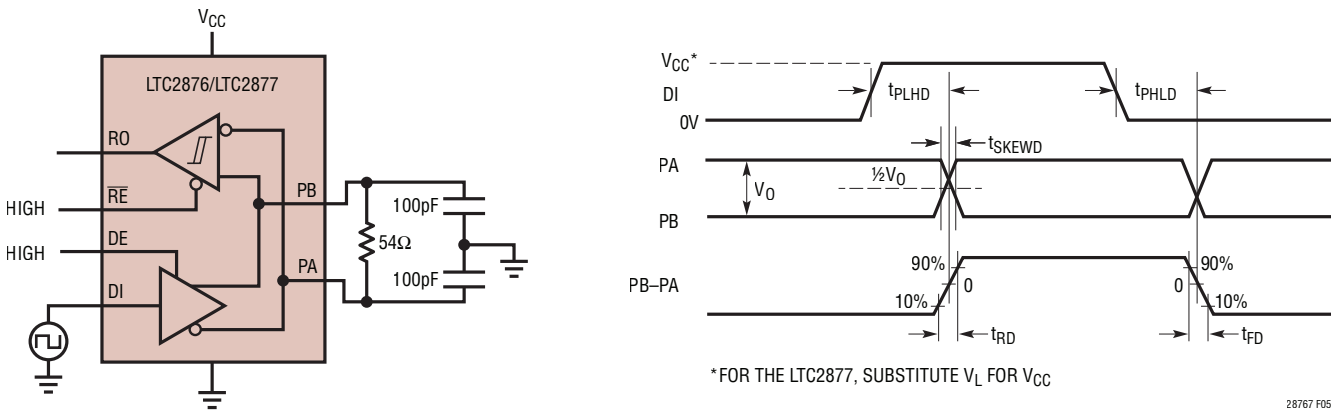 VCC
LTC2876/LTC2877
RO
RE
HIGH
DE
HIGH
DI
PB
PA
54Ω
100pF
100pF
VCC*
DI
0V
tPLHD
tPHLD
tSKEWD
PA
VO
½VO
PB
90%
90%
PB–PA
0
0
10%
10%
tRD
tFD
*FOR THE LTC2877, SUBSTITUTE VL FOR VCC
28767 F05